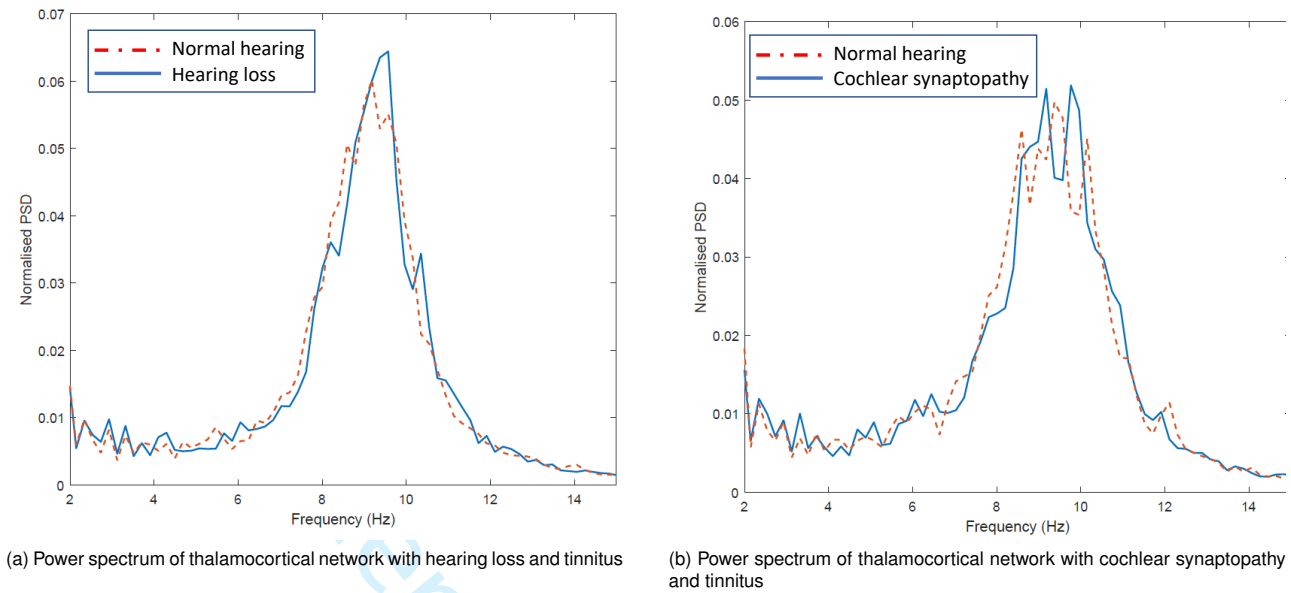 0.07
0.06
0.05
0.04
0.03
0.02
0.01
0
Normalised PSD
Normal hearing
Hearing loss
2 4 6 8 10 12 14
Frequency (Hz)
(a) Power spectrum of thalamocortical network with hearing loss and tinnitus
0.06
0.05
0.04
0.03
0.02
0.01
0
Normalised PSD
Normal hearing
Cochlear synaptopathy
2 4 6 8 10 12 14
Frequency (Hz)
(b) Power spectrum of thalamocortical network with cochlear synaptopathy
and tinnitus